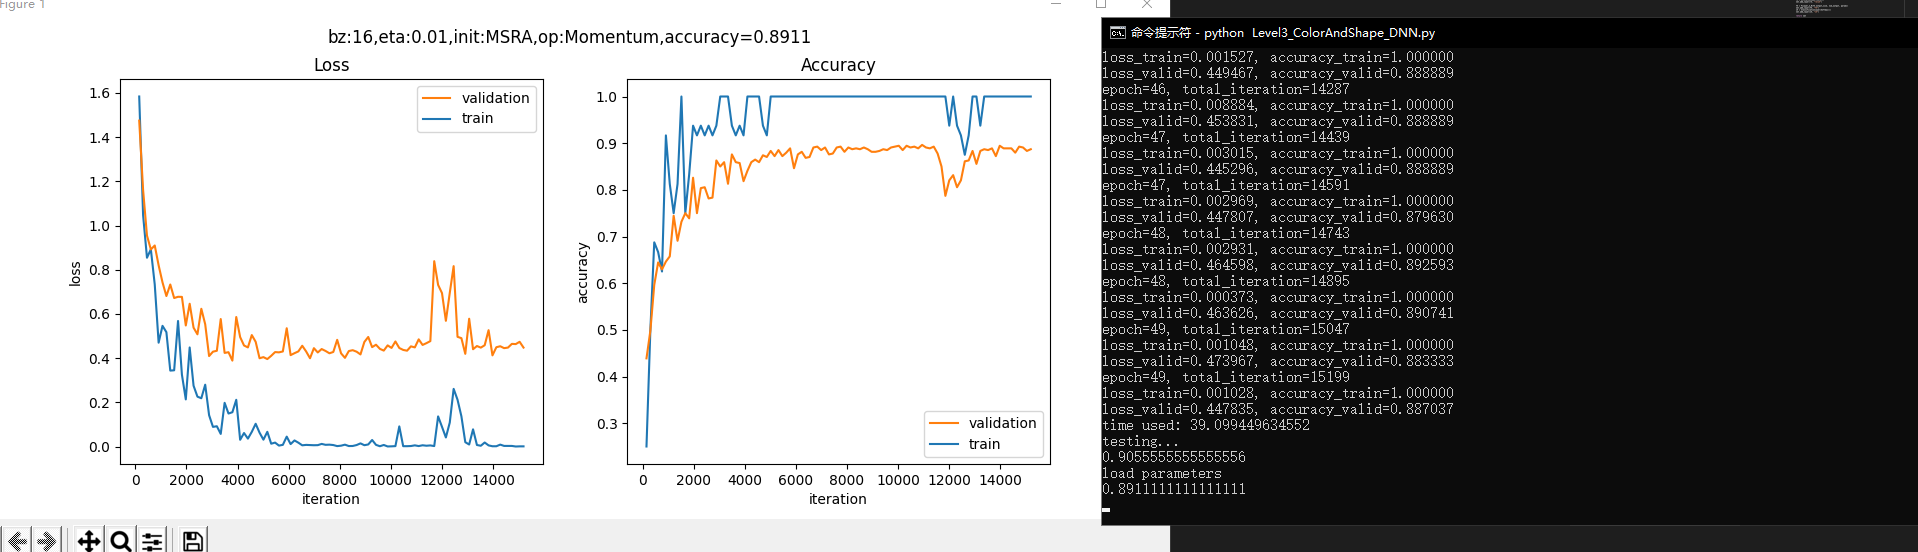 Figure 1
bz:16,eta:0.01,init:MSRA,op:Momentum,accuracy=0.8911
Loss
validation
train
1.6
1.4
1.2
1.0
0.8
0.6
0.4
0.2
0.0
loss
0 2000 4000 6000 8000 10000 12000 14000
iteration
Accuracy
1.0
0.9
0.8
0.7
0.6
0.5
0.4
0.3
accuracy
validation
train
0 2000 4000 6000 8000 10000 12000 14000
iteration
命令提示符 - python Level3_ColorAndShape_DNN.py
loss_train=0.001527, accuracy_train=1.000000
loss_valid=0.449467, accuracy_valid=0.888889
epoch=46, total_iteration=14287
loss_train=0.008884, accuracy_train=1.000000
loss_valid=0.453831, accuracy_valid=0.888889
epoch=47, total_iteration=14439
loss_train=0.003015, accuracy_train=1.000000
loss_valid=0.445296, accuracy_valid=0.888889
epoch=47, total_iteration=14591
loss_train=0.002969, accuracy_train=1.000000
loss_valid=0.447807, accuracy_valid=0.879630
epoch=48, total_iteration=14743
loss_train=0.002931, accuracy_train=1.000000
loss_valid=0.464598, accuracy_valid=0.892593
epoch=48, total_iteration=14895
loss_train=0.000373, accuracy_train=1.000000
loss_valid=0.463626, accuracy_valid=0.890741
epoch=49, total_iteration=15047
loss_train=0.001048, accuracy_train=1.000000
loss_valid=0.473967, accuracy_valid=0.883333
epoch=49, total_iteration=15199
loss_train=0.001028, accuracy_train=1.000000
loss_valid=0.447835, accuracy_valid=0.887037
time used: 39.099449634552
testing...
0.9055555555555556
load parameters
0.8911111111111111